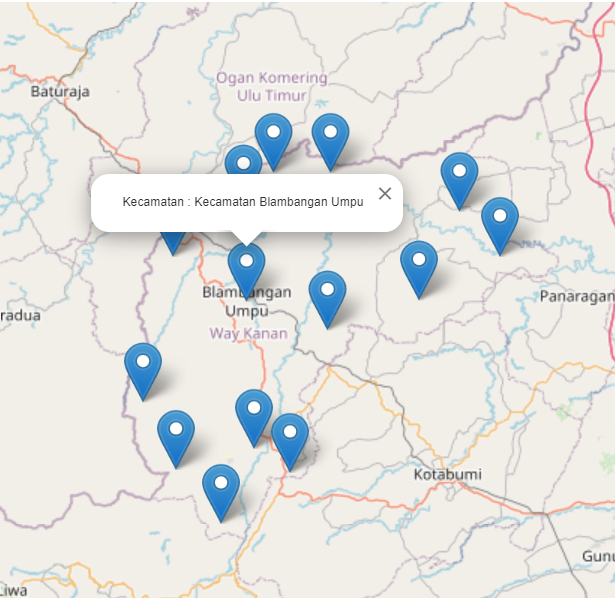 Ogan Komering
Ulu Timur
Baturaja
Kecamatan : Kecamatan Blambangan Umpu
×
Blambangan
Umpu
Way Kanan
Panaragan
radua
Kotabumi
Gunu
Liwa